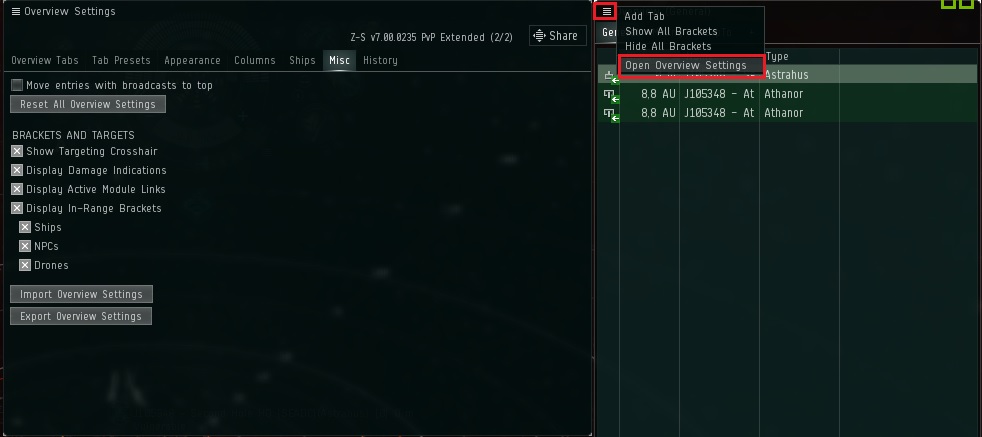 Overview Settings
Z-S v7.00.0235 PvP Extended (2/2)
Share
Overview Tabs Tab Presets Appearance Columns Ships Misc History
Move entries with broadcasts to top
Reset All Overview Settings
BRACKETS AND TARGETS
Show Targeting Crosshair
Display Damage Indications
Display Active Module Links
Display In-Range Brackets
Ships
NPCs
Drones
Import Overview Settings
Export Overview Settings
Add Tab
Show All Brackets
Hide All Brackets
Open Overview Settings
Type
Astrahus
8,8 AU J105348 - At Athanor
8,8 AU J105348 - At Athanor